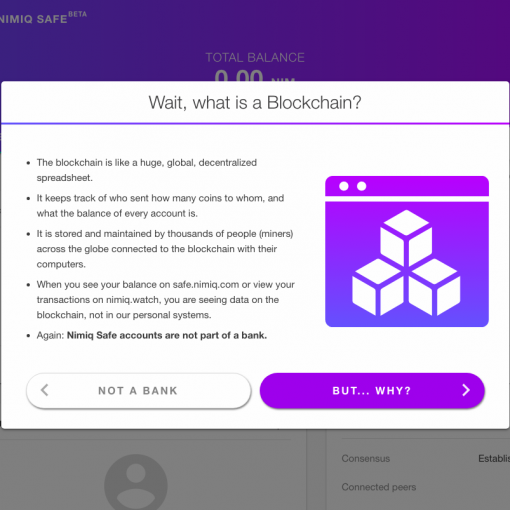 NIMIQ SAFE BETA
TOTAL BALANCE
0.00 NIM
Wait, what is a Blockchain?
The blockchain is like a huge, global, decentralized
spreadsheet.
It keeps track of who sent how many coins to whom, and
what the balance of every account is.
It is stored and maintained by thousands of people (miners)
across the globe connected to the blockchain with their
computers.
When you see your balance on safe.nimiq.com or view your
transactions on nimiq.watch, you are seeing data on the
blockchain, not in our personal systems.
Again: Nimiq Safe accounts are not part of a bank.
NOT A BANK
BUT... WHY?
Consensus
Establis
Connected peers